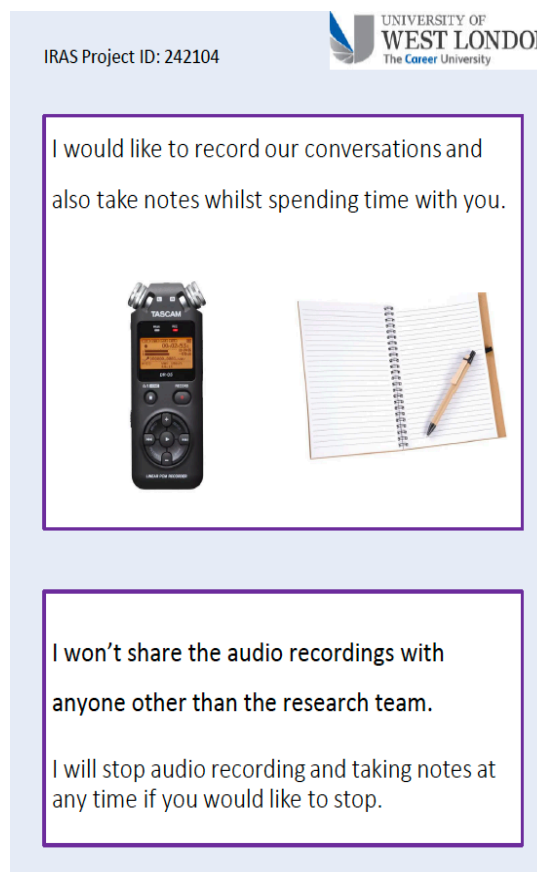 IRAS Project ID: 242104
UNIVERSITY OF
WEST LONDO
The Career University
I would like to record our conversations and
also take notes whilst spending time with you.
TASCAM
I won't share the audio recordings with
anyone other than the research team.
I will stop audio recording and taking notes at
any time if you would like to stop.